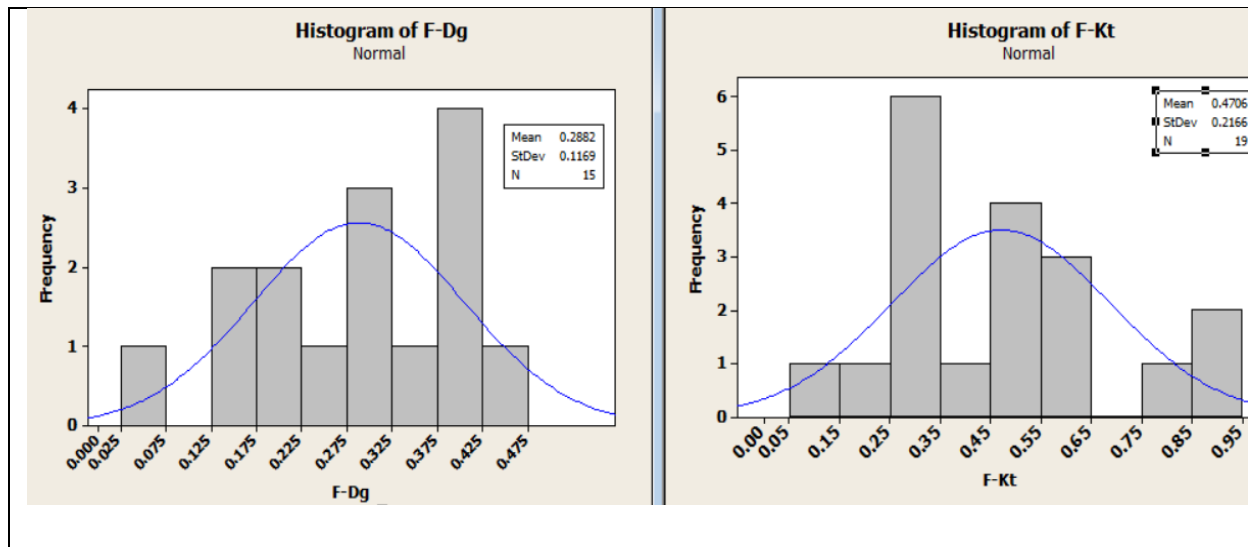 Histogram of F-Dg
Normal
4
3
2
1
0
Frequency
Mean 0.2882
StDev 0.1169
N 15
0.000
0.025
0.075
0.125
0.175
0.225
0.275
0.325
0.375
0.425
0.475
F-Dg
Histogram of F-Kt
Normal
6
5
4
3
2
1
0
Frequency
Mean 0.4706
StDev 0.2166
N 19
0.00
0.05
0.15
0.25
0.35
0.45
0.55
0.65
0.75
0.85
0.95
F-Kt